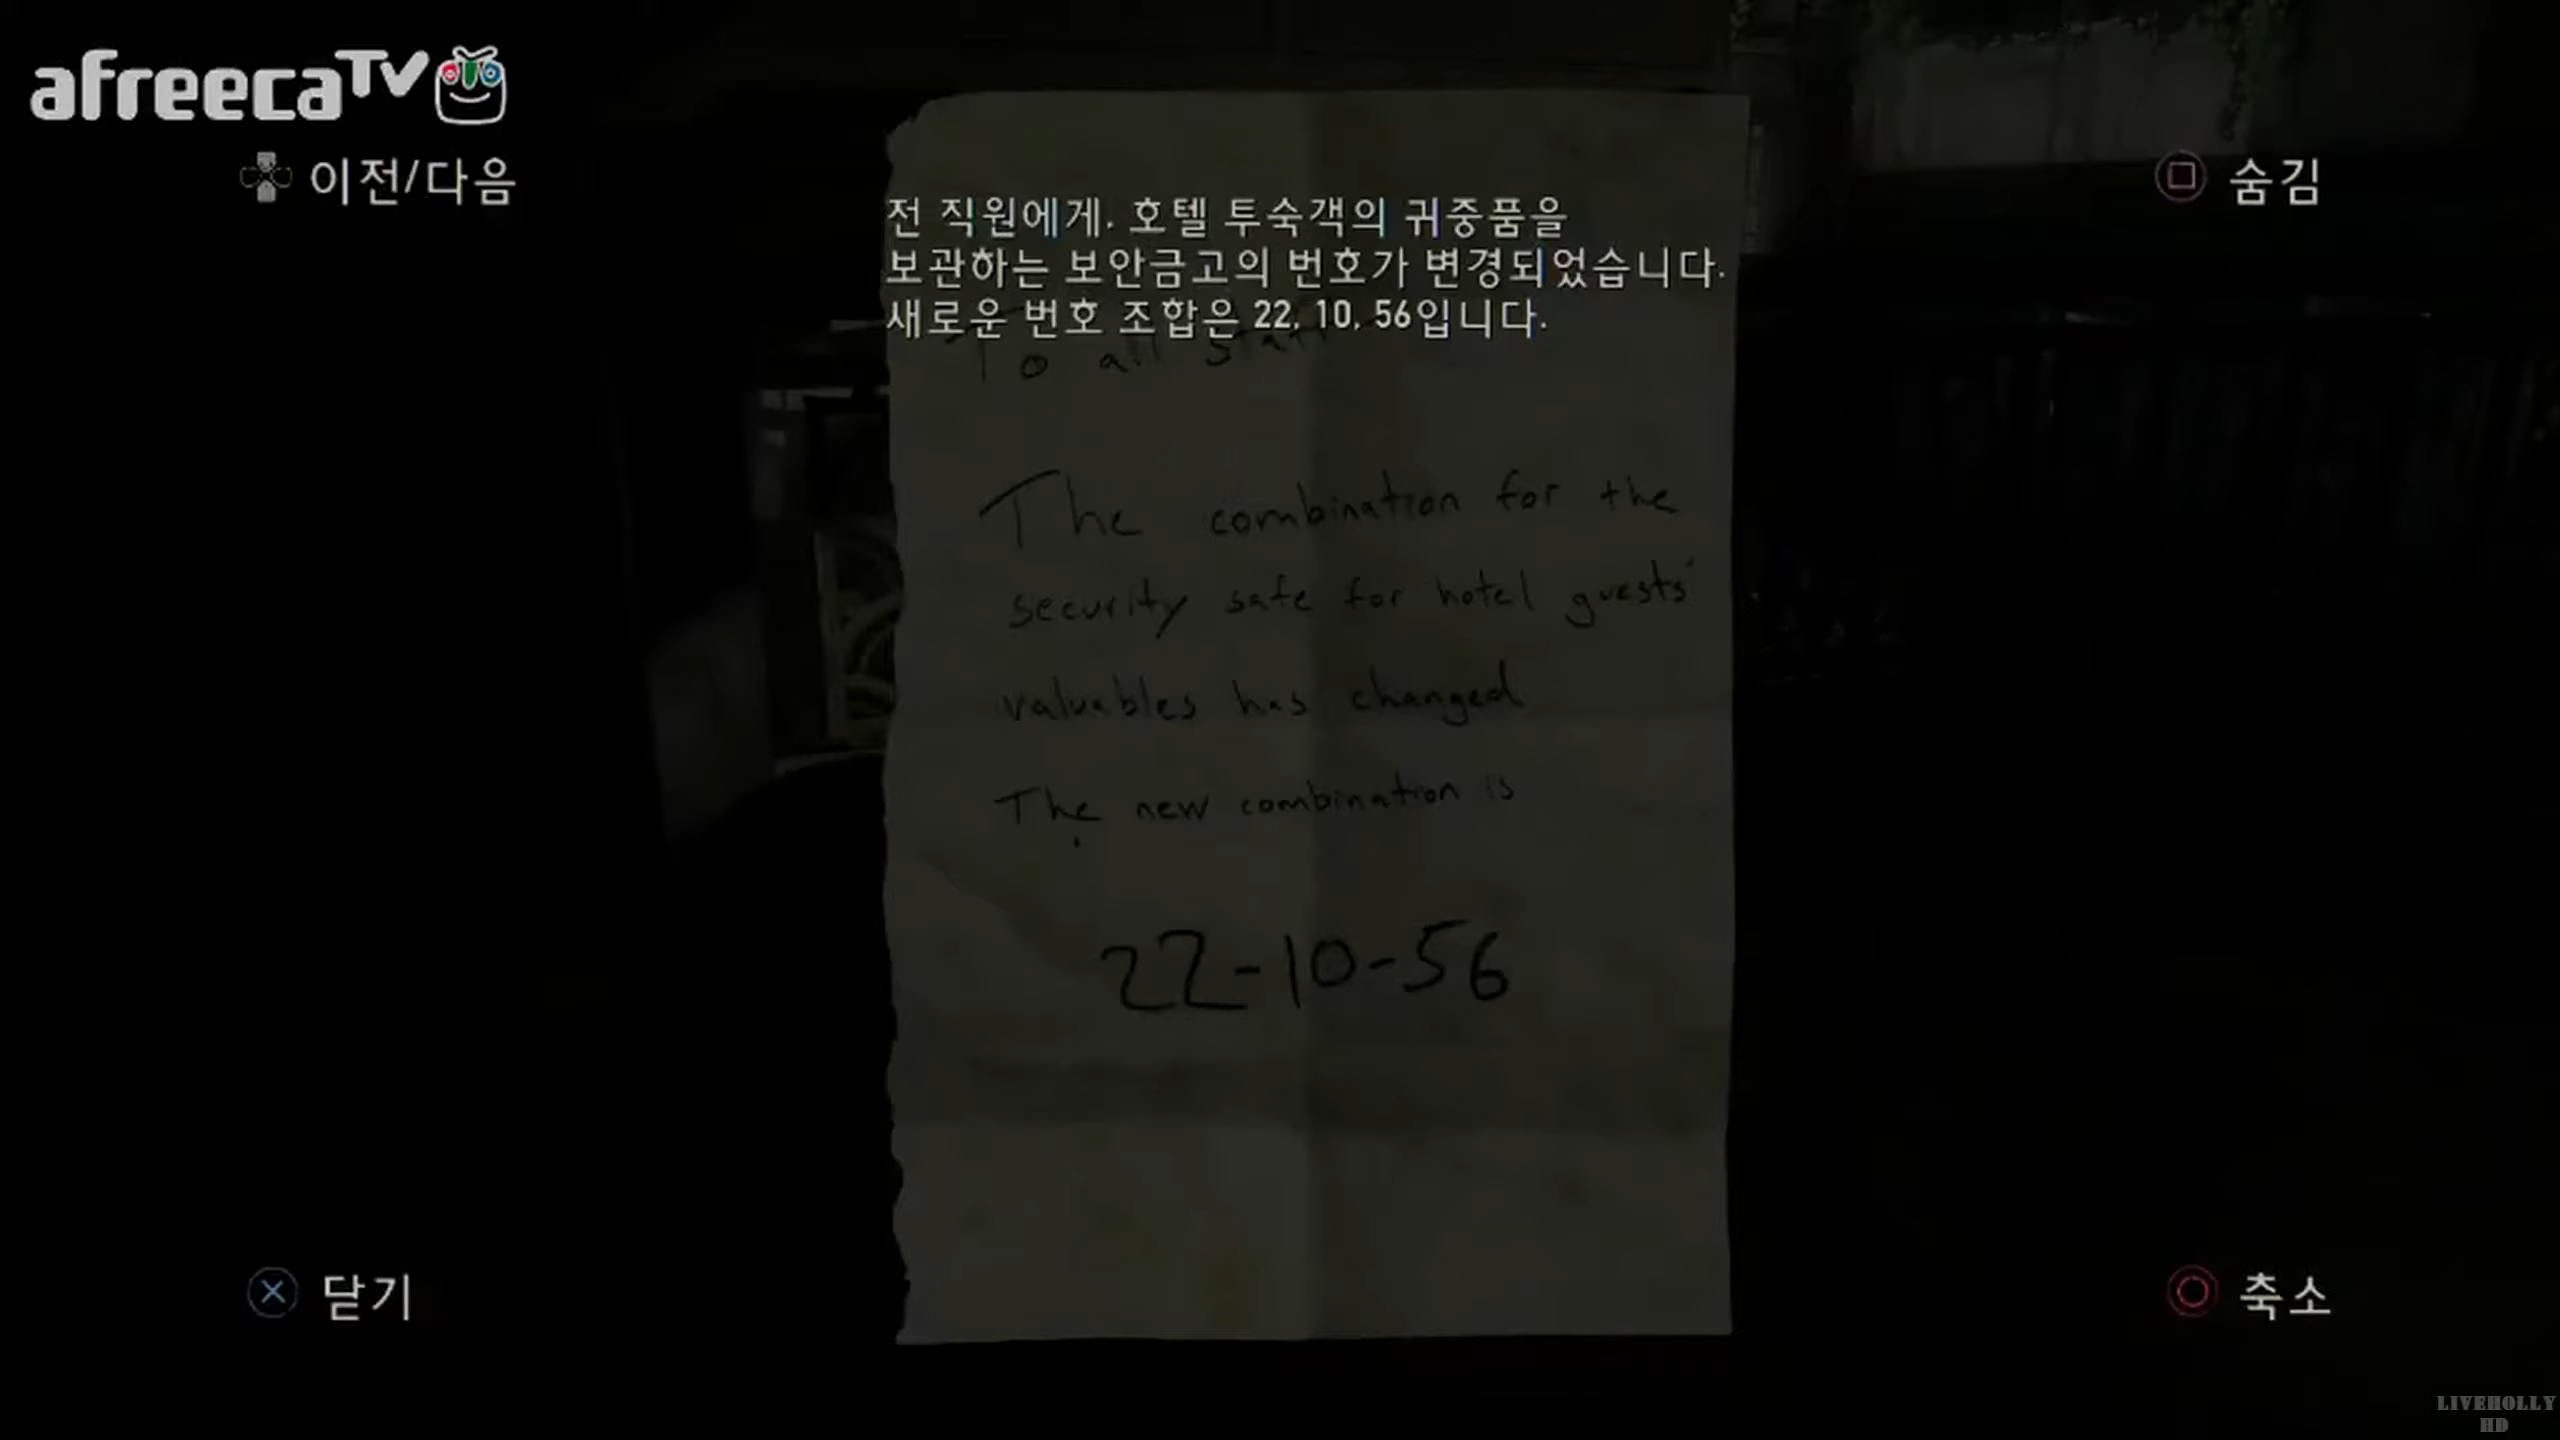 afreecaTV
이전/다음
숨김
전 직원에게. 호텔 투숙객의 귀중품을
보관하는 보안금고의 번호가 변경되었습니다.
새로운 번호 조합은 22, 10, 56입니다.
To all staff
The combination for the
security safe for hotel guests'
valuables has changed
The new combination is
22-10-56
닫기
축소
LIVEHOLLY
HD